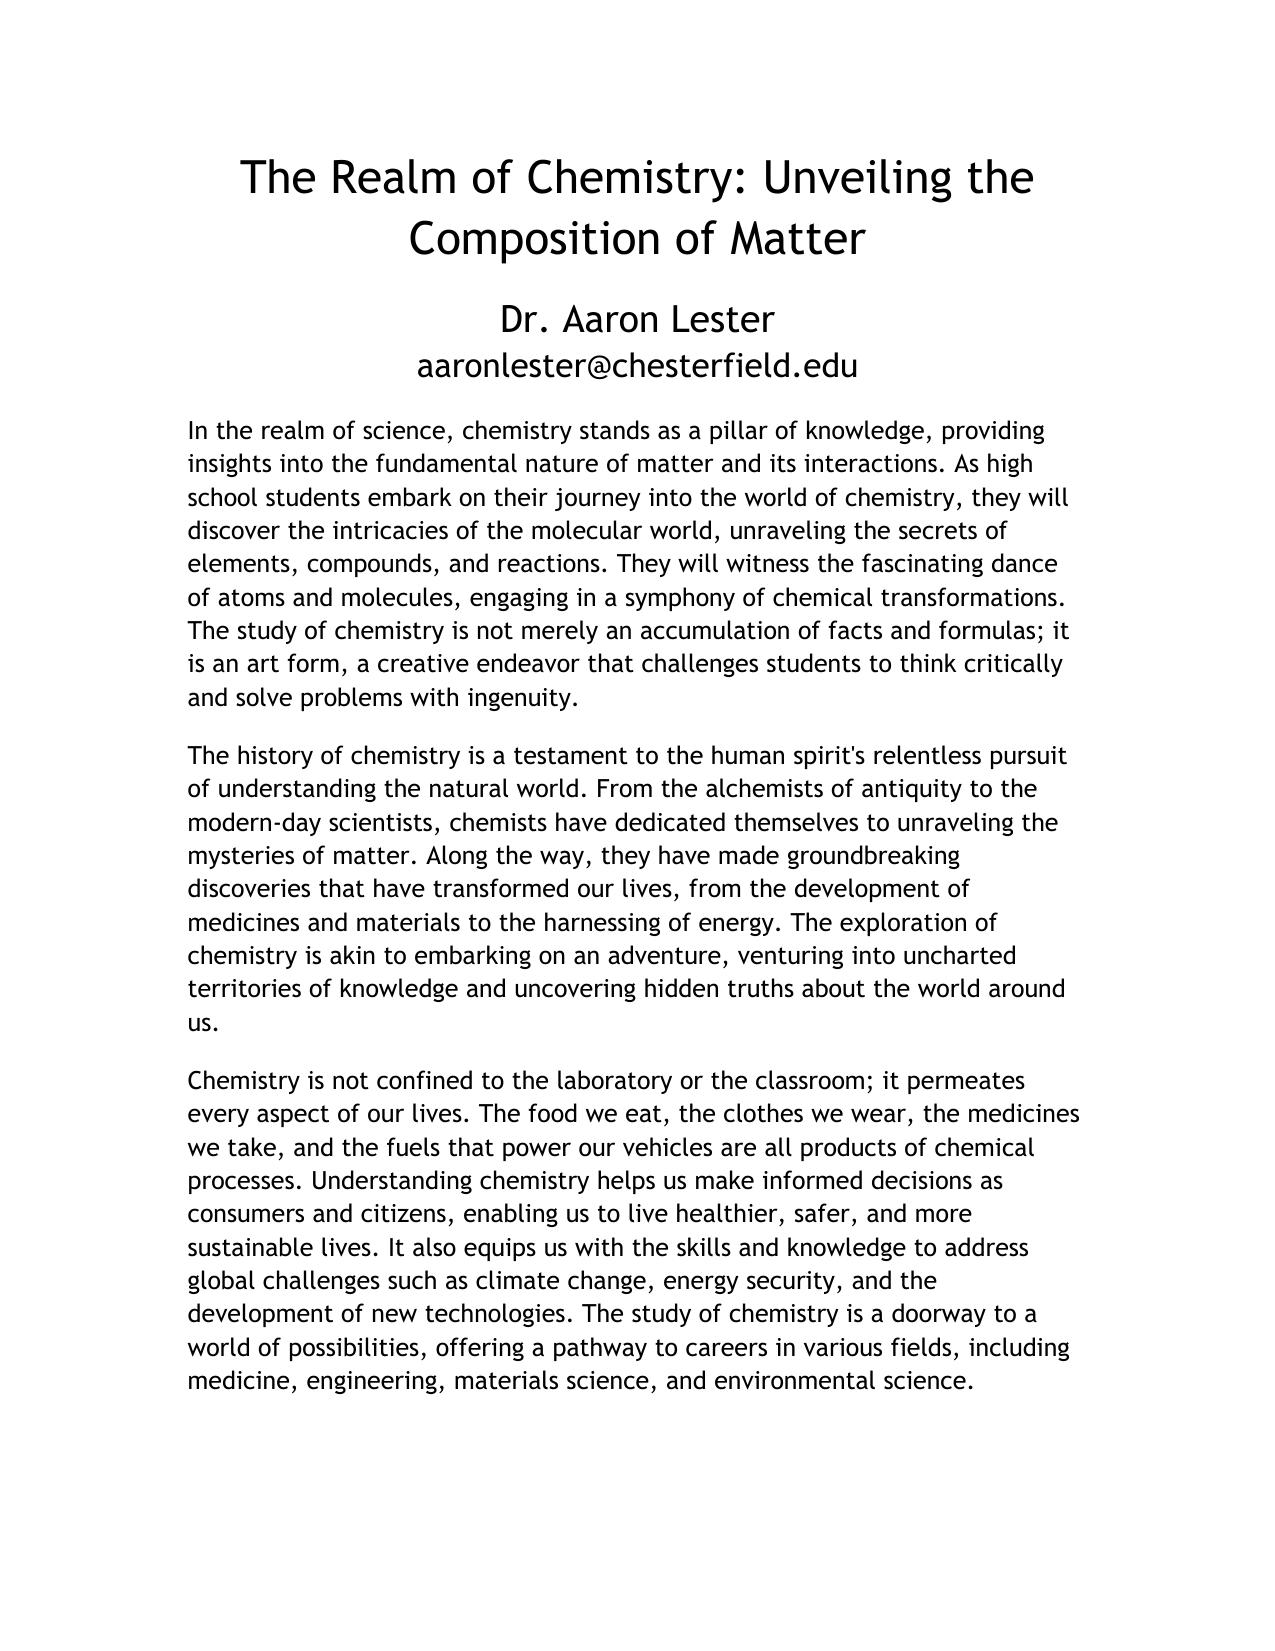 The Realm of Chemistry: Unveiling the
Composition of Matter
Dr. Aaron Lester
aaronlester@chesterfield.edu
In the realm of science, chemistry stands as a pillar of knowledge, providing
insights into the fundamental nature of matter and its interactions. As high
school students embark on their journey into the world of chemistry, they will
discover the intricacies of the molecular world, unraveling the secrets of
elements, compounds, and reactions. They will witness the fascinating dance
of atoms and molecules, engaging in a symphony of chemical transformations.
The study of chemistry is not merely an accumulation of facts and formulas; it
is an art form, a creative endeavor that challenges students to think critically
and solve problems with ingenuity.
The history of chemistry is a testament to the human spirit's relentless pursuit
of understanding the natural world. From the alchemists of antiquity to the
modern-day scientists, chemists have dedicated themselves to unraveling the
mysteries of matter. Along the way, they have made groundbreaking
discoveries that have transformed our lives, from the development of
medicines and materials to the harnessing of energy. The exploration of
chemistry is akin to embarking on an adventure, venturing into uncharted
territories of knowledge and uncovering hidden truths about the world around
us.
Chemistry is not confined to the laboratory or the classroom; it permeates
every aspect of our lives. The food we eat, the clothes we wear, the medicines
we take, and the fuels that power our vehicles are all products of chemical
processes. Understanding chemistry helps us make informed decisions as
consumers and citizens, enabling us to live healthier, safer, and more
sustainable lives. It also equips us with the skills and knowledge to address
global challenges such as climate change, energy security, and the
development of new technologies. The study of chemistry is a doorway to a
world of possibilities, offering a pathway to careers in various fields, including
medicine, engineering, materials science, and environmental science.